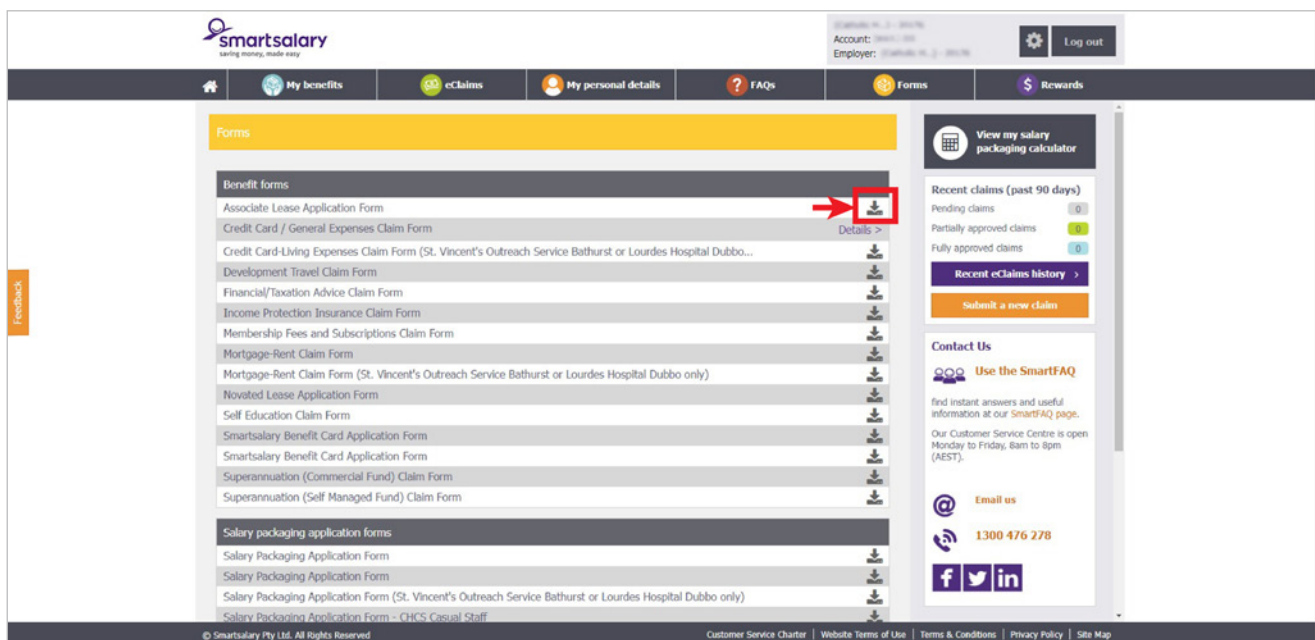 smartsalary
saving money, made easy
Account:
Employer:
Log out
My benefits
eClaims
My personal details
FAQs
Forms
Rewards
Forms
Benefit forms
Associate Lease Application Form
Credit Card / General Expenses Claim Form Details >
Credit Card-Living Expenses Claim Form (St. Vincent's Outreach Service Bathurst or Lourdes Hospital Dubbo...
Development Travel Claim Form
Financial/Taxation Advice Claim Form
Income Protection Insurance Claim Form
Membership Fees and Subscriptions Claim Form
Mortgage-Rent Claim Form
Mortgage-Rent Claim Form (St. Vincent's Outreach Service Bathurst or Lourdes Hospital Dubbo only)
Novated Lease Application Form
Self Education Claim Form
Smartsalary Benefit Card Application Form
Smartsalary Benefit Card Application Form
Superannuation (Commercial Fund) Claim Form
Superannuation (Self Managed Fund) Claim Form
Salary packaging application forms
Salary Packaging Application Form
Salary Packaging Application Form
Salary Packaging Application Form (St. Vincent's Outreach Service Bathurst or Lourdes Hospital Dubbo only)
Salary Packaging Application Form - CHCS Casual Staff
View my salary
packaging calculator
Recent claims (past 90 days)
Pending claims 0
Partially approved claims 0
Fully approved claims 0
Recent eClaims history >
Submit a new claim
Contact Us
Use the SmartFAQ
find instant answers and useful
information at our SmartFAQ page.
Our Customer Service Centre is open
Monday to Friday, 8am to 8pm
(AEST).
Email us
1300 476 278
Feedback
© Smartsalary Pty Ltd. All Rights Reserved
Customer Service Charter | Website Terms of Use | Terms & Conditions | Privacy Policy | Site Map